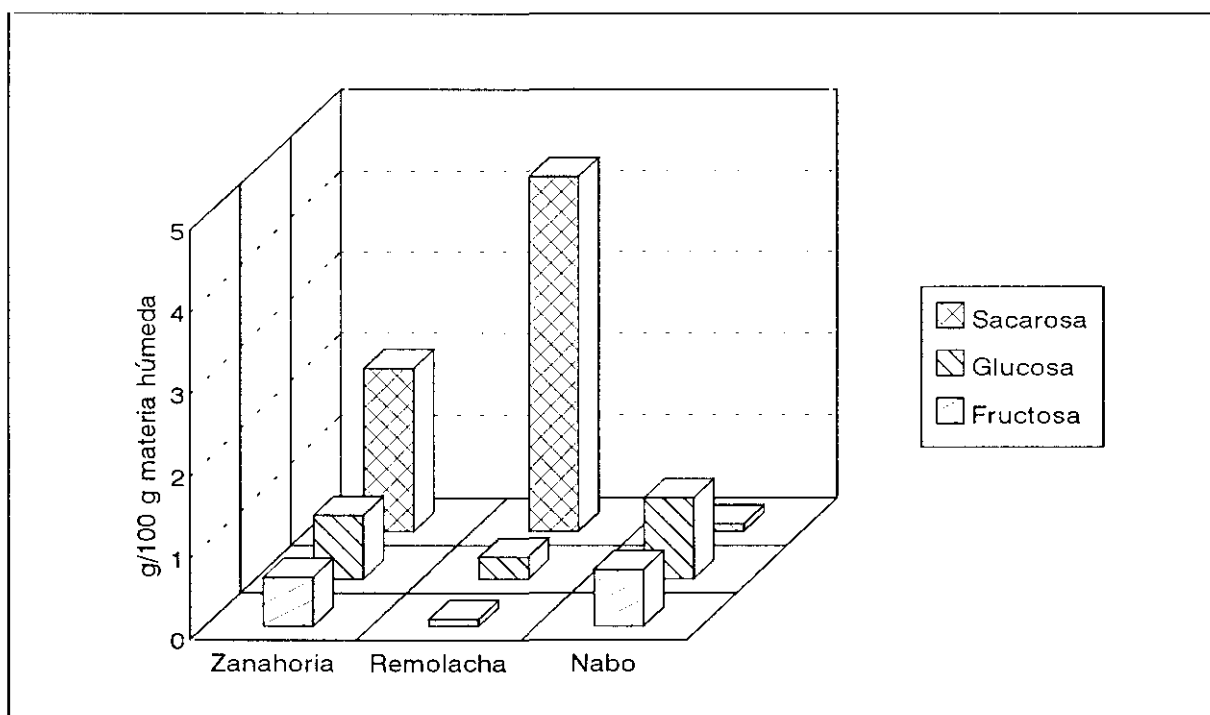 g/100 g materia húmeda
5
4
3
2
1
0
Zanahoria
Remolacha
Nabo
Sacarosa
Glucosa
Fructosa